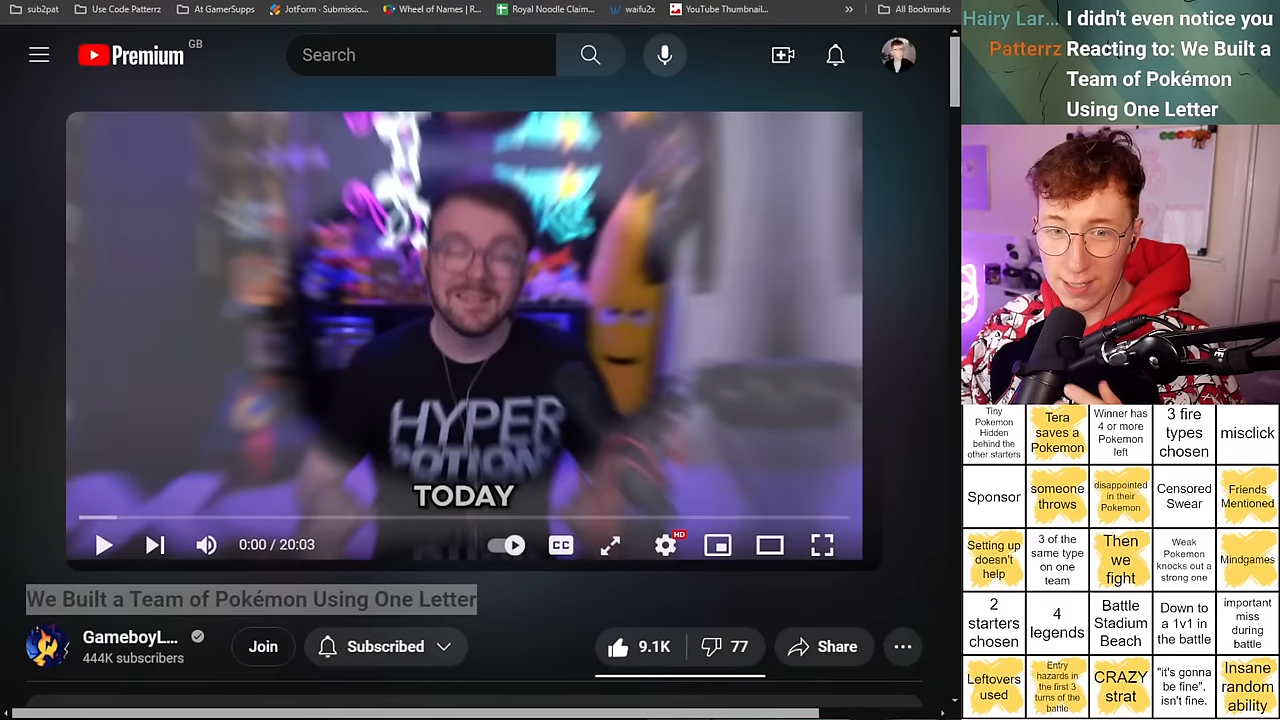 sub2pat
Use Code Patterrz
At GamerSupps
JotForm · Submissio...
Wheel of Names | R...
Royal Noodle Claim...
waifu2x
YouTube Thumbnail...
»
All Bookmarks
Premium
GB
Search
HYPER
POTION
TODAY
0:00 / 20:03
CC
HD
We Built a Team of Pokémon Using One Letter
GameboyL...
444K subscribers
Join
Subscribed
9.1K
77
Share
Hairy Lar... I didn't even notice you
Patterrz Reacting to: We Built a
Team of Pokémon
Using One Letter
Tiny
Pokemon
Hidden
behind the
other starters
Tera
saves a
Pokemon
Winner has
4 or more
Pokemon
left
3 fire
types
chosen
misclick
Sponsor
someone
throws
disappointed
in their
Pokemon
Censored
Swear
Friends
Mentioned
Setting up
doesn't
help
3 of the
same type
on one
team
Then
we
fight
Weak
Pokemon
knocks out a
strong one
Mindgames
2
starters
chosen
4
legends
Battle
Stadium
Beach
Down to
a 1v1 in
the battle
important
miss
during
battle
Leftovers
used
Entry
hazards in
the first 3
turns of the
battle
CRAZY
strat
"it's gonna
be fine".
isn't fine.
Insane
random
ability